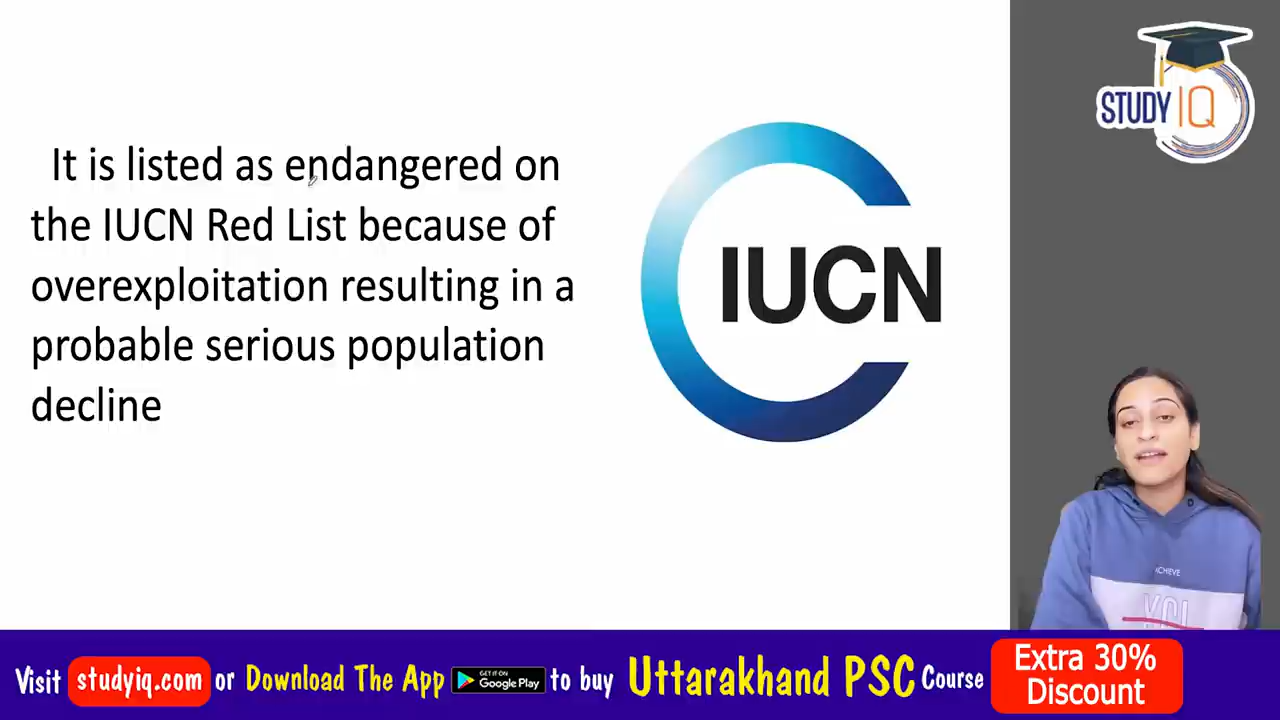 It is listed as endangered on
the IUCN Red List because of
overexploitation resulting in a
probable serious population
decline
IUCN
STUDY IQ
ACHIEVE
Visit studyiq.com or Download The App GET IT ON Google Play to buy Uttarakhand PSC Course
Extra 30%
Discount